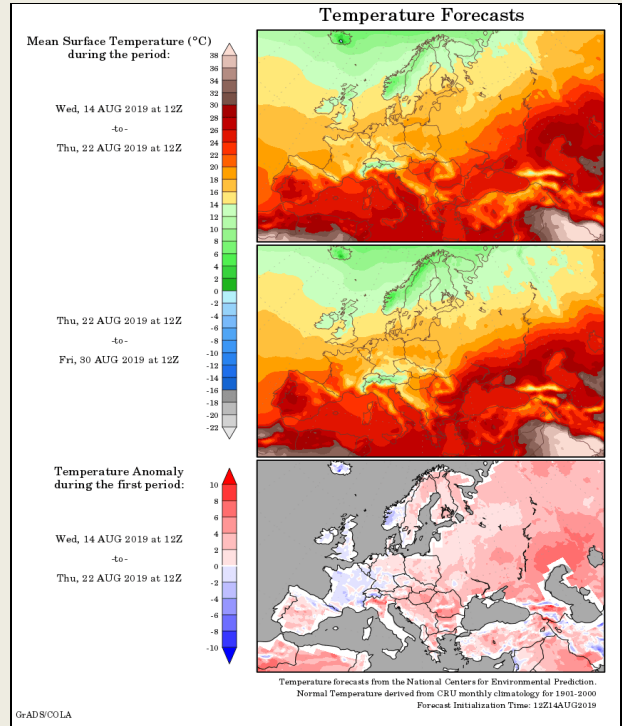 Temperature Forecasts
Mean Surface Temperature (°C)
during the period:
Wed, 14 AUG 2019 at 12Z
-to-
Thu, 22 AUG 2019 at 12Z
38
36
34
32
30
28
26
24
22
20
18
16
14
12
10
8
6
4
2
0
-2
-4
-6
-8
-10
-12
-14
-16
-18
-20
-22
Thu, 22 AUG 2019 at 12Z
-to-
Fri, 30 AUG 2019 at 12Z
Temperature Anomaly
during the first period:
Wed, 14 AUG 2019 at 12Z
-to-
Thu, 22 AUG 2019 at 12Z
10
8
6
4
2
0
-2
-4
-6
-8
-10
Temperature forecasts from the National Centers for Environmental Prediction.
Normal Temperature derived from CRU monthly climatology for 1901-2000
Forecast Initialization Time: 12Z14AUG2019
GrADS/COLA